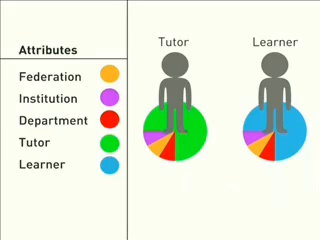 Attributes
Federation
Institution
Department
Tutor
Learner
Tutor
Learner